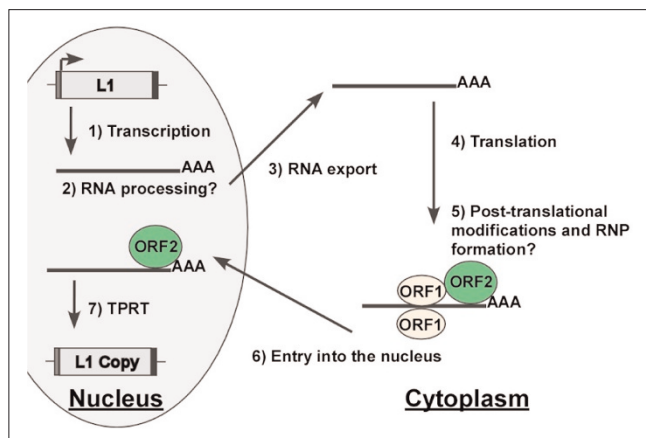 L1
1) Transcription
AAA
2) RNA processing?
3) RNA export
AAA
4) Translation
5) Post-translational
modifications and RNP
formation?
ORF1
ORF2
AAA
ORF1
6) Entry into the nucleus
ORF2
AAA
7) TPRT
L1 Copy
Nucleus
Cytoplasm